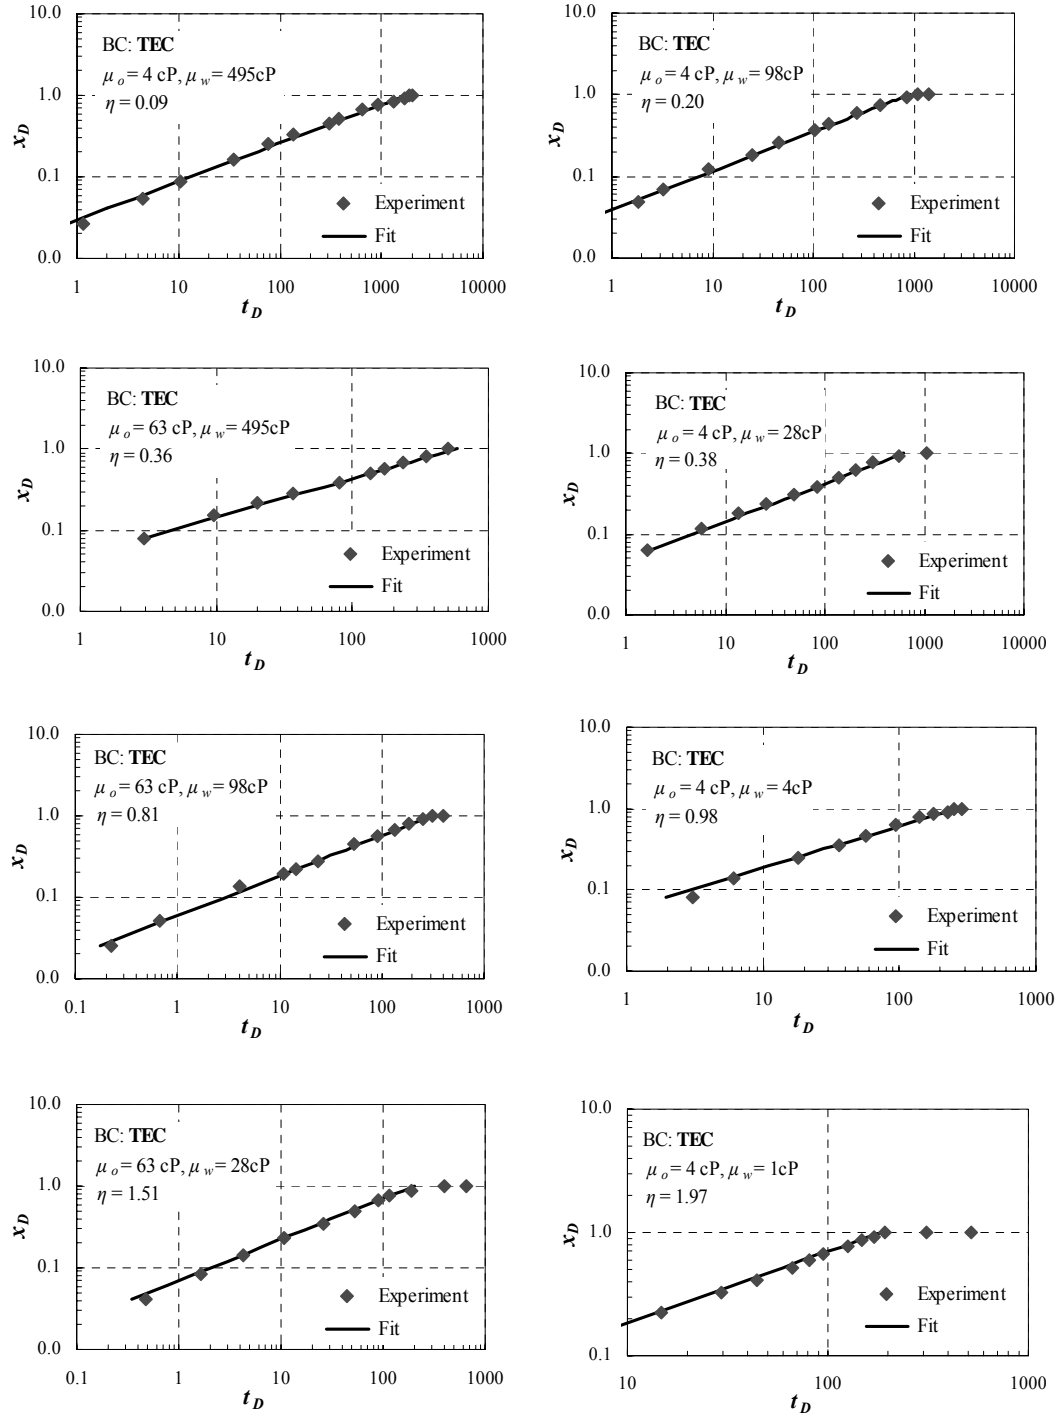 10.0
BC: TEC
μo = 4 cP, μw = 495cP
η = 0.09
1.0
xD
0.1
Experiment
Fit
0.0
1 10 100 1000 10000
tD
10.0
BC: TEC
μo = 4 cP, μw = 98cP
η = 0.20
1.0
xD
0.1
Experiment
Fit
0.0
1 10 100 1000 10000
tD
10.0
BC: TEC
μo = 63 cP, μw = 495cP
η = 0.36
1.0
xD
0.1
Experiment
Fit
0.0
1 10 100 1000
tD
10.0
BC: TEC
μo = 4 cP, μw = 28cP
η = 0.38
1.0
xD
0.1
Experiment
Fit
0.0
1 10 100 1000 10000
tD
10.0
BC: TEC
μo = 63 cP, μw = 98cP
η = 0.81
1.0
xD
0.1
Experiment
Fit
0.0
0.1 1 10 100 1000
tD
10.0
BC: TEC
μo = 4 cP, μw = 4cP
η = 0.98
1.0
xD
0.1
Experiment
Fit
0.0
1 10 100 1000
tD
10.0
BC: TEC
μo = 63 cP, μw = 28cP
η = 1.51
1.0
xD
0.1
Experiment
Fit
0.0
0.1 1 10 100 1000
tD
10.0
BC: TEC
μo = 4 cP, μw = 1cP
η = 1.97
1.0
xD
Experiment
Fit
0.1
10 100 1000
tD